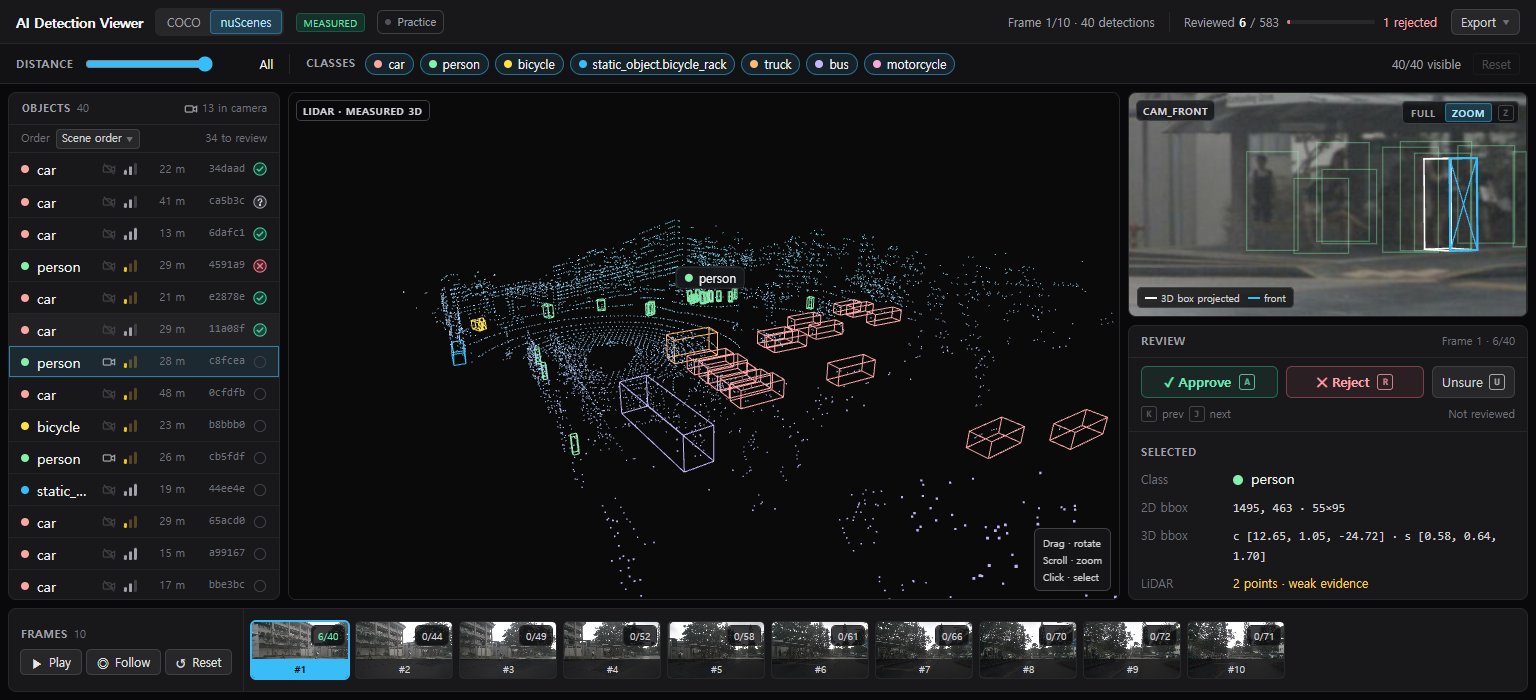 AI Detection Viewer COCO nuScenes MEASURED Practice Frame 1/10 · 40 detections Reviewed 6 / 583 1 rejected Export
DISTANCE All CLASSES car person bicycle static_object.bicycle_rack truck bus motorcycle 40/40 visible Reset
OBJECTS 40 13 in camera
Order Scene order 34 to review
car 22 m 34daad
car 41 m ca5b3c ?
car 13 m 6dafc1
person 29 m 4591a9
car 21 m e2878e
car 29 m 11a08f
person 28 m c8fcea
car 48 m 0cfdfb
bicycle 23 m b8bbb0
person 26 m cb5fdf
static_... 19 m 44ee4e
car 29 m 65acd0
car 15 m a99167
car 17 m bbe3bc
LIDAR · MEASURED 3D
person
Drag · rotate
Scroll · zoom
Click · select
CAM_FRONT FULL ZOOM Z
3D box projected front
REVIEW Frame 1 · 6/40
Approve A Reject R Unsure U
K prev J next Not reviewed
SELECTED
Class person
2D bbox 1495, 463 · 55×95
3D bbox c [12.65, 1.05, -24.72] · s [0.58, 0.64,
1.70]
LiDAR 2 points · weak evidence
FRAMES 10
Play Follow Reset
6/40 0/44 0/49 0/52 0/58 0/61 0/66 0/70 0/72 0/71
#1 #2 #3 #4 #5 #6 #7 #8 #9 #10